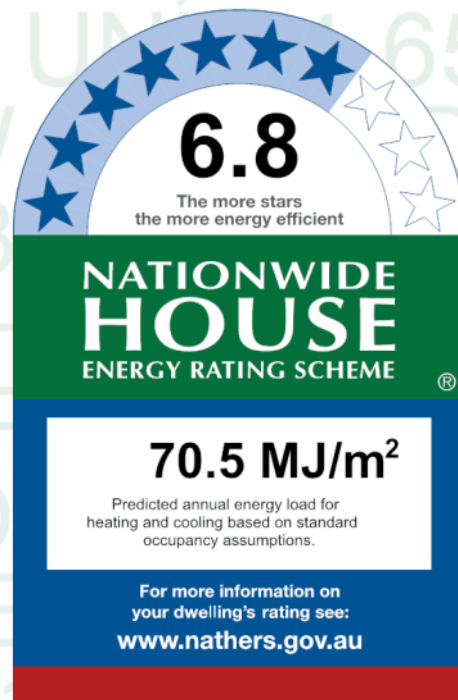 6.8
The more stars
the more energy efficient
NATIONWIDE
HOUSE
ENERGY RATING SCHEME
®
70.5 MJ/m²
Predicted annual energy load for
heating and cooling based on standard
occupancy assumptions.
For more information on
your dwelling's rating see:
www.nathers.gov.au